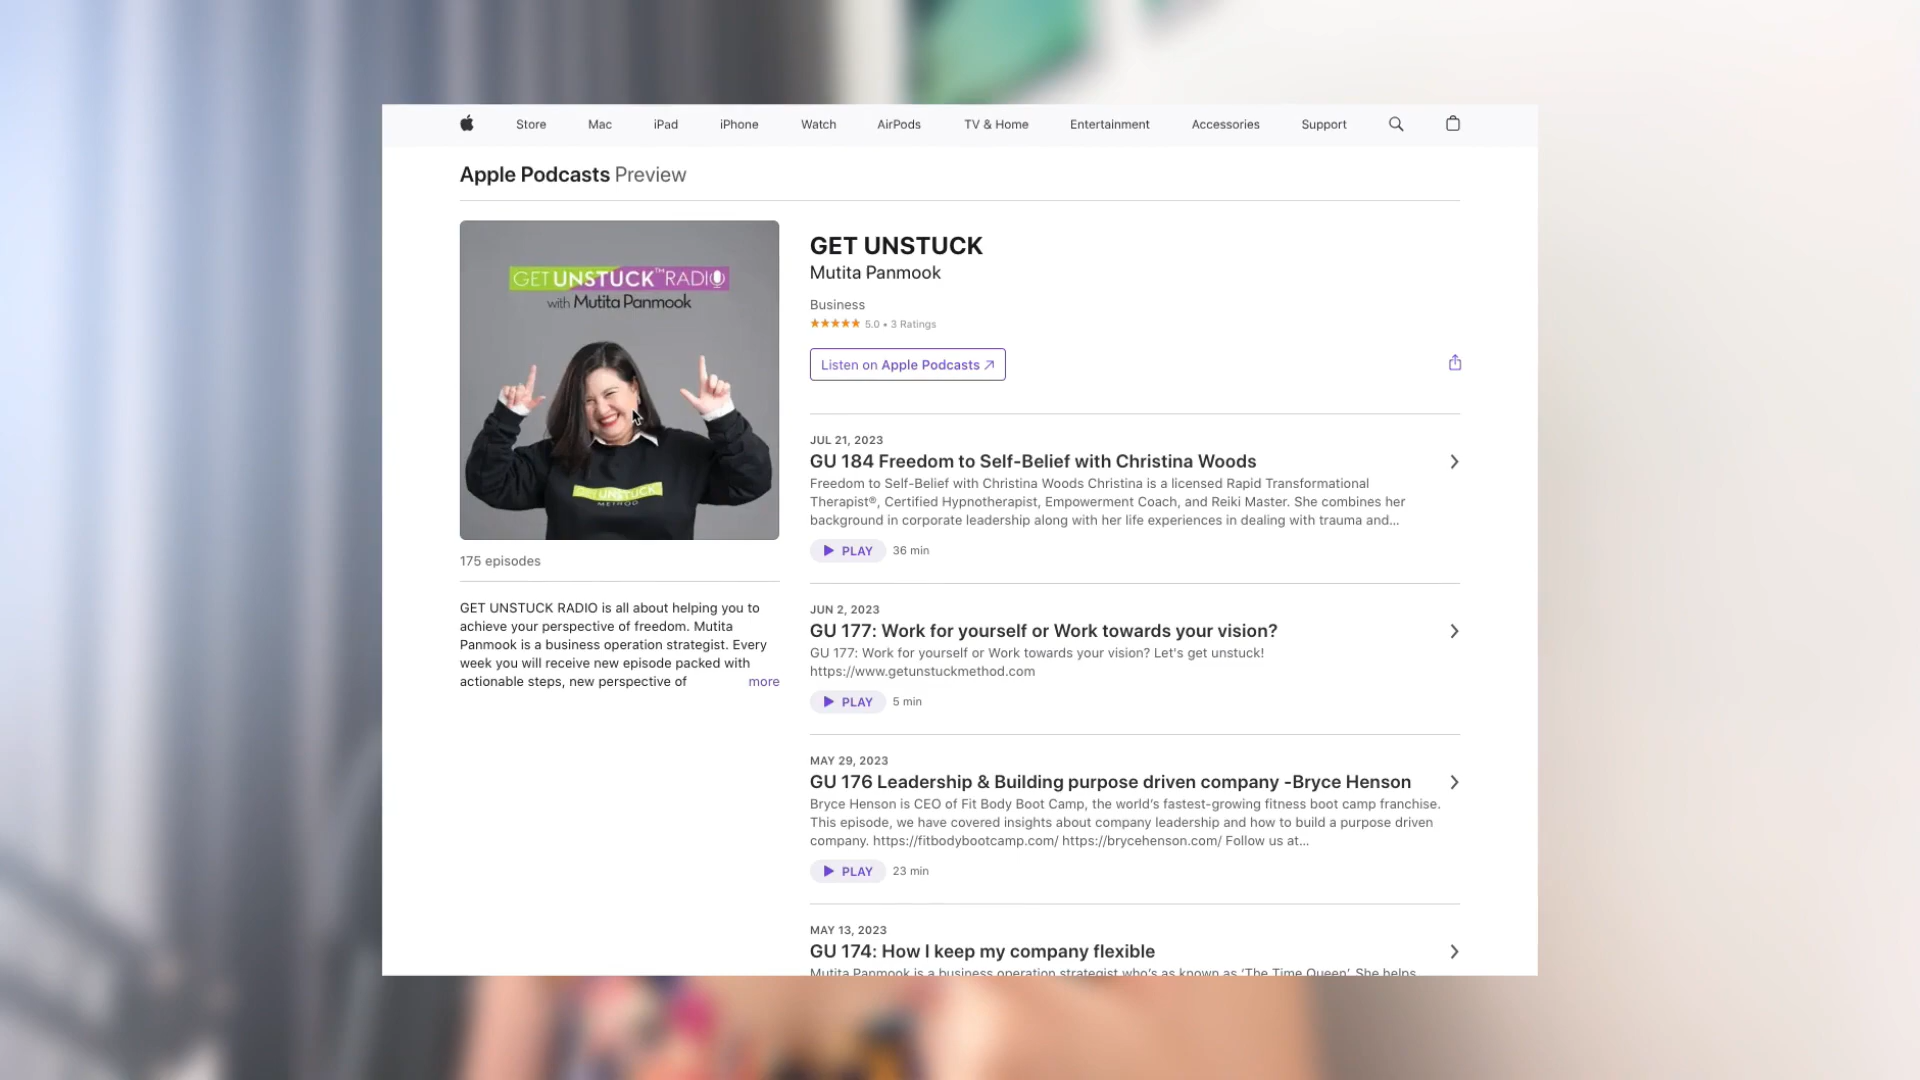 Store Mac iPad iPhone Watch AirPods TV & Home Entertainment Accessories Support
Apple Podcasts Preview
GET UNSTUCK™ RADIO
with Mutita Panmook
GET UNSTUCK
METHOD
175 episodes
GET UNSTUCK RADIO is all about helping you to
achieve your perspective of freedom. Mutita
Panmook is a business operation strategist. Every
week you will receive new episode packed with
actionable steps, new perspective of more
GET UNSTUCK
Mutita Panmook
Business
★★★★★ 5.0 • 3 Ratings
Listen on Apple Podcasts ↗
JUL 21, 2023
GU 184 Freedom to Self-Belief with Christina Woods
Freedom to Self-Belief with Christina Woods Christina is a licensed Rapid Transformational
Therapist®, Certified Hypnotherapist, Empowerment Coach, and Reiki Master. She combines her
background in corporate leadership along with her life experiences in dealing with trauma and...
PLAY 36 min
JUN 2, 2023
GU 177: Work for yourself or Work towards your vision?
GU 177: Work for yourself or Work towards your vision? Let's get unstuck!
https://www.getunstuckmethod.com
PLAY 5 min
MAY 29, 2023
GU 176 Leadership & Building purpose driven company -Bryce Henson
Bryce Henson is CEO of Fit Body Boot Camp, the world's fastest-growing fitness boot camp franchise.
This episode, we have covered insights about company leadership and how to build a purpose driven
company. https://fitbodybootcamp.com/ https://brycehenson.com/ Follow us at...
PLAY 23 min
MAY 13, 2023
GU 174: How I keep my company flexible
Mutita Panmook is a business operation strategist who's as known as 'The Time Queen'. She helps